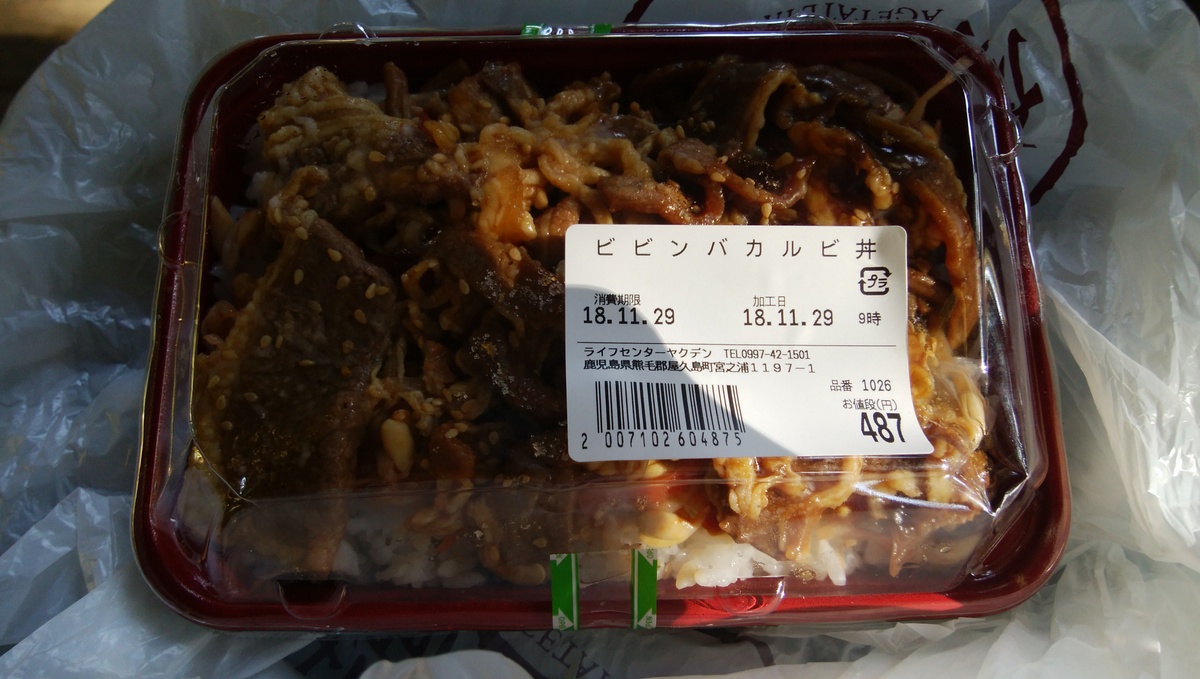 ビビンバカルビ丼
プラ
消費期限 加工日
18.11.29 18.11.29 9時
ライフセンターヤクデン TEL0997-42-1501
鹿児島県熊毛郡屋久島町宮之浦1197-1
品番 1026
お値段(円)
487
2 007102 604875